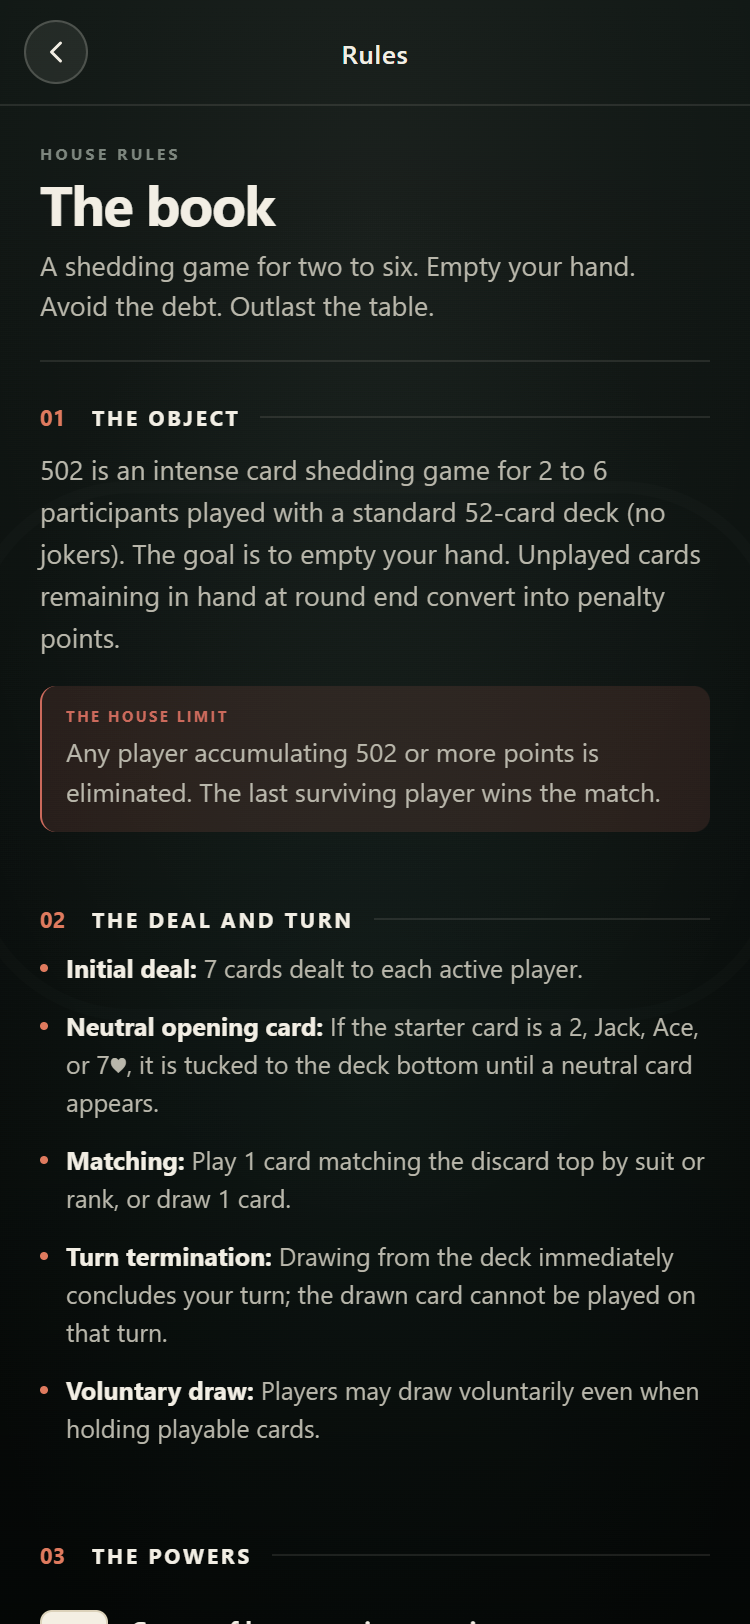 Rules
HOUSE RULES
The book
A shedding game for two to six. Empty your hand.
Avoid the debt. Outlast the table.
01 THE OBJECT
502 is an intense card shedding game for 2 to 6
participants played with a standard 52-card deck (no
jokers). The goal is to empty your hand. Unplayed cards
remaining in hand at round end convert into penalty
points.
THE HOUSE LIMIT
Any player accumulating 502 or more points is
eliminated. The last surviving player wins the match.
02 THE DEAL AND TURN
• Initial deal: 7 cards dealt to each active player.
• Neutral opening card: If the starter card is a 2, Jack, Ace,
or 7♥, it is tucked to the deck bottom until a neutral card
appears.
• Matching: Play 1 card matching the discard top by suit or
rank, or draw 1 card.
• Turn termination: Drawing from the deck immediately
concludes your turn; the drawn card cannot be played on
that turn.
• Voluntary draw: Players may draw voluntarily even when
holding playable cards.
03 THE POWERS